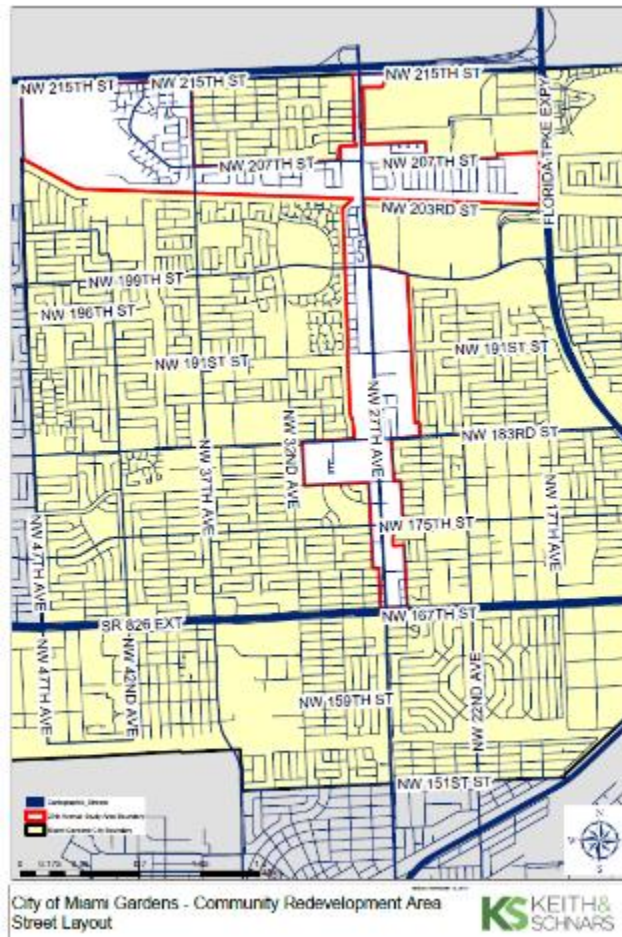 NW 215TH ST
NW 215TH ST
NW 215TH ST
FLORIDA TPKE EXPY
NW 207TH ST
NW 207TH ST
NW 203RD ST
NW 199TH ST
NW 196TH ST
NW 191ST ST
NW 191ST ST
NW 27TH AVE
NW 32ND AVE
NW 37TH AVE
NW 183RD ST
NW 17TH AVE
NW 47TH AVE
NW 175TH ST
NW 167TH ST
SR 826 EXT
NW 47TH AVE
NW 42ND AVE
NW 159TH ST
NW 22ND AVE
NW 151ST ST
N
W
E
S
City of Miami Gardens - Community Redevelopment Area
Street Layout
KS KEITH&
SCHNARS